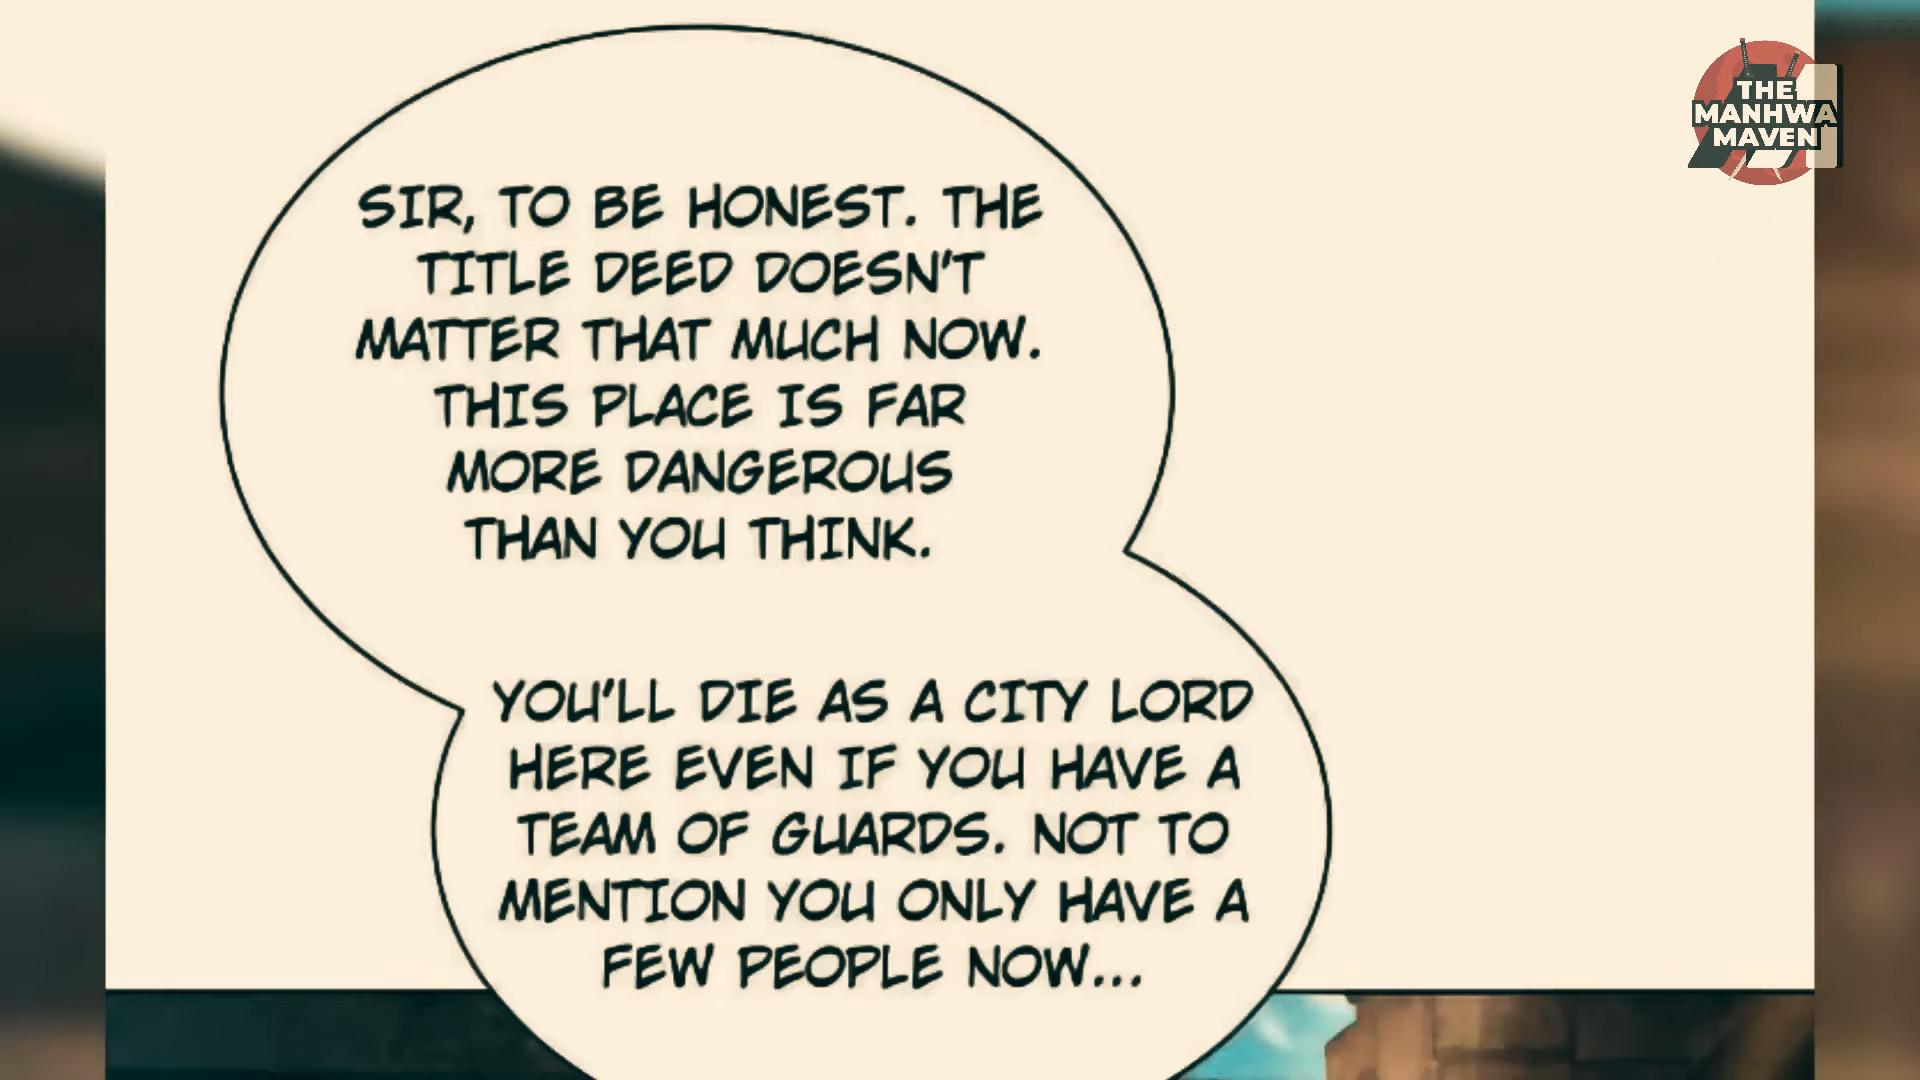 THE
MANHWA
MAVEN
SIR, TO BE HONEST. THE
TITLE DEED DOESN'T
MATTER THAT MUCH NOW.
THIS PLACE IS FAR
MORE DANGEROUS
THAN YOU THINK.
YOU'LL DIE AS A CITY LORD
HERE EVEN IF YOU HAVE A
TEAM OF GUARDS. NOT TO
MENTION YOU ONLY HAVE A
FEW PEOPLE NOW...